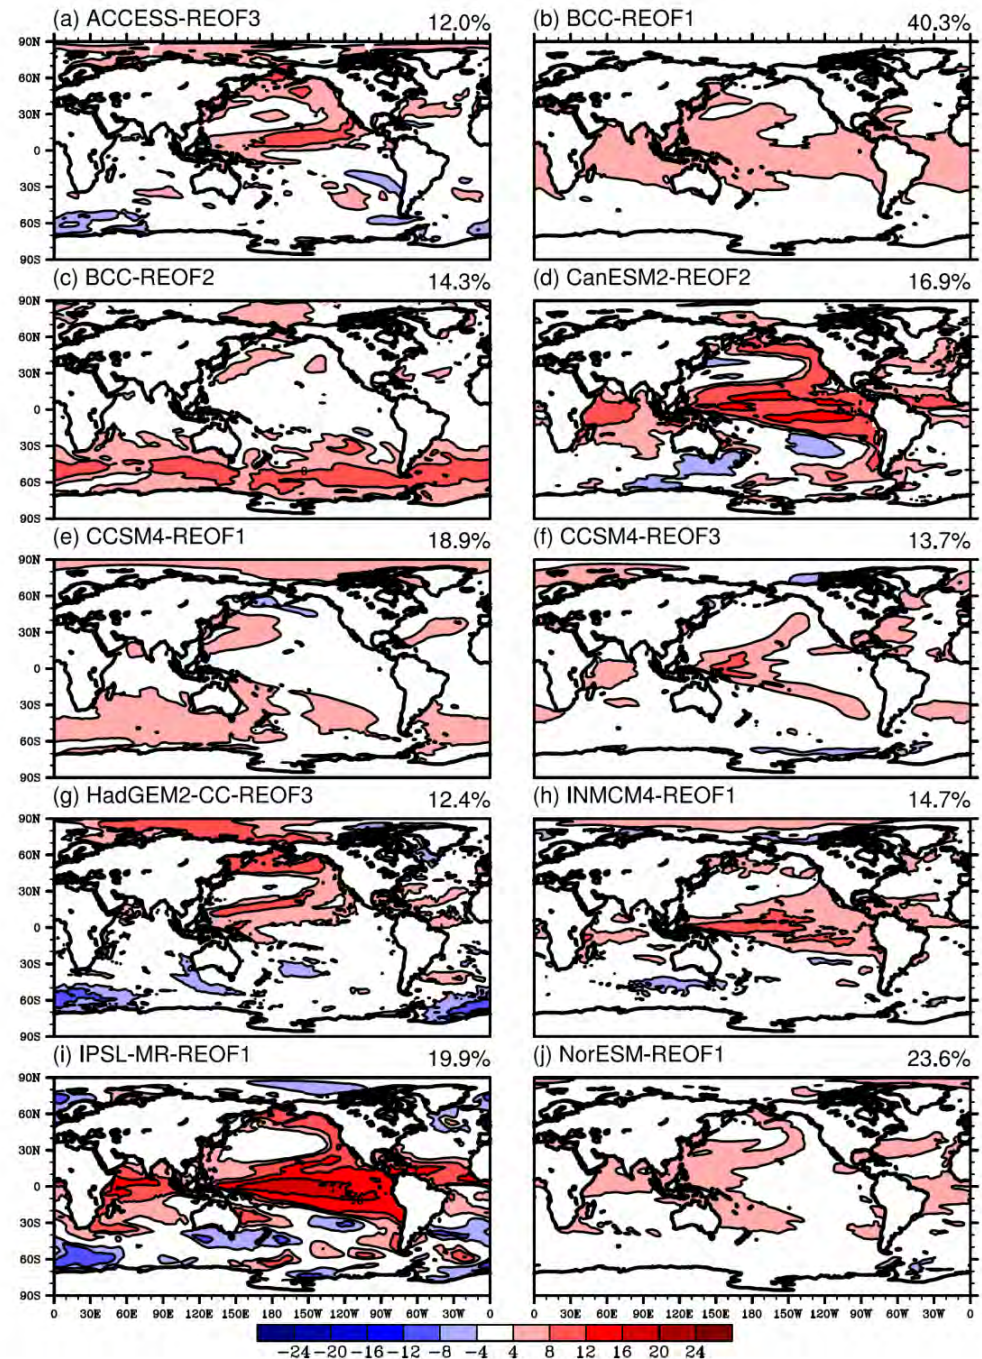 (a) ACCESS-REOF3 12.0% (b) BCC-REOF1 40.3%
90N
60N
30N
0
30S
60S
90S
(c) BCC-REOF2 14.3% (d) CanESM2-REOF2 16.9%
90N
60N
30N
0
30S
60S
90S
(e) CCSM4-REOF1 18.9% (f) CCSM4-REOF3 13.7%
90N
60N
30N
0
30S
60S
90S
(g) HadGEM2-CC-REOF3 12.4% (h) INMCM4-REOF1 14.7%
90N
60N
30N
0
30S
60S
90S
(i) IPSL-MR-REOF1 19.9% (j) NorESM-REOF1 23.6%
90N
60N
30N
0
30S
60S
90S
0 30E 60E 90E 120E 150E 180 150W 120W 90W 60W 30W 0 0 30E 60E 90E 120E 150E 180 150W 120W 90W 60W 30W 0
-24 -20 -16 -12 -8 -4 4 8 12 16 20 24